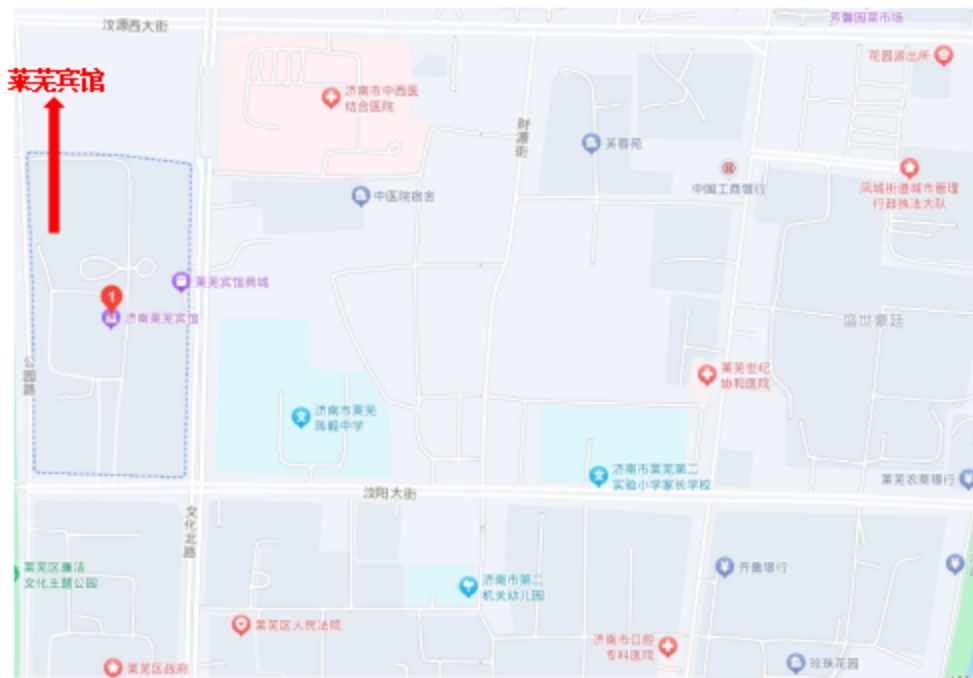 汶源西大街
芳馨园菜市场
花园派出所
莱芜宾馆
济南市中西医
结合医院
财源街
芙蓉苑
中国工商银行
凤城街道城市管理
行政执法大队
中医院宿舍
莱芜宾馆商城
1
济南莱芜宾馆
盛世豪廷
公园路
莱芜世纪
协和医院
济南市莱芜
陈毅中学
济南市莱芜第二
实验小学家长学校
莱芜农商银行
汶阳大街
文化北路
莱芜区廉洁
文化主题公园
齐鲁银行
济南市第二
机关幼儿园
莱芜区人民法院
济南市口腔
专科医院
珍珠花园
莱芜区政府